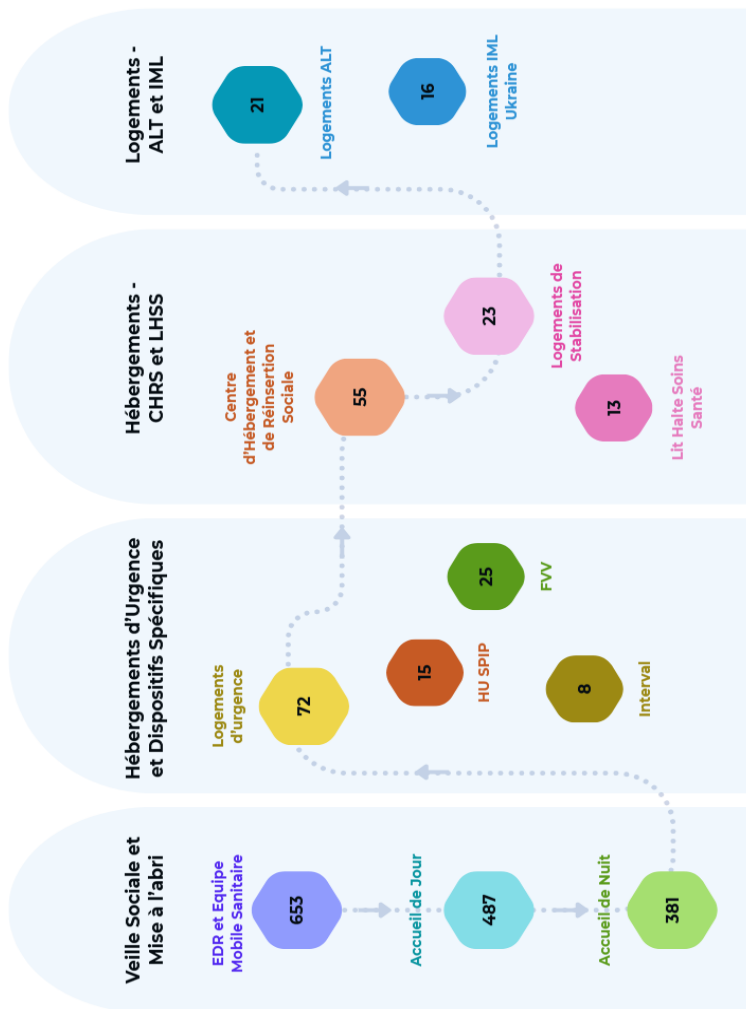 Veille Sociale et
Mise à l'abri
EDR et Equipe
Mobile Sanitaire
653
Accueil de Jour
487
Accueil de Nuit
381
Hébergements d'Urgence
et Dispositifs Spécifiques
Logements
d'urgence
72
15
HU SPIP
25
FVV
8
Interval
Hébergements -
CHRS et LHSS
Centre
d'Hébergement et
de Réinsertion
Sociale
55
23
Logements de
Stabilisation
13
Lit Halte Soins
Santé
Logements -
ALT et IML
21
Logements ALT
16
Logements IML
Ukraine